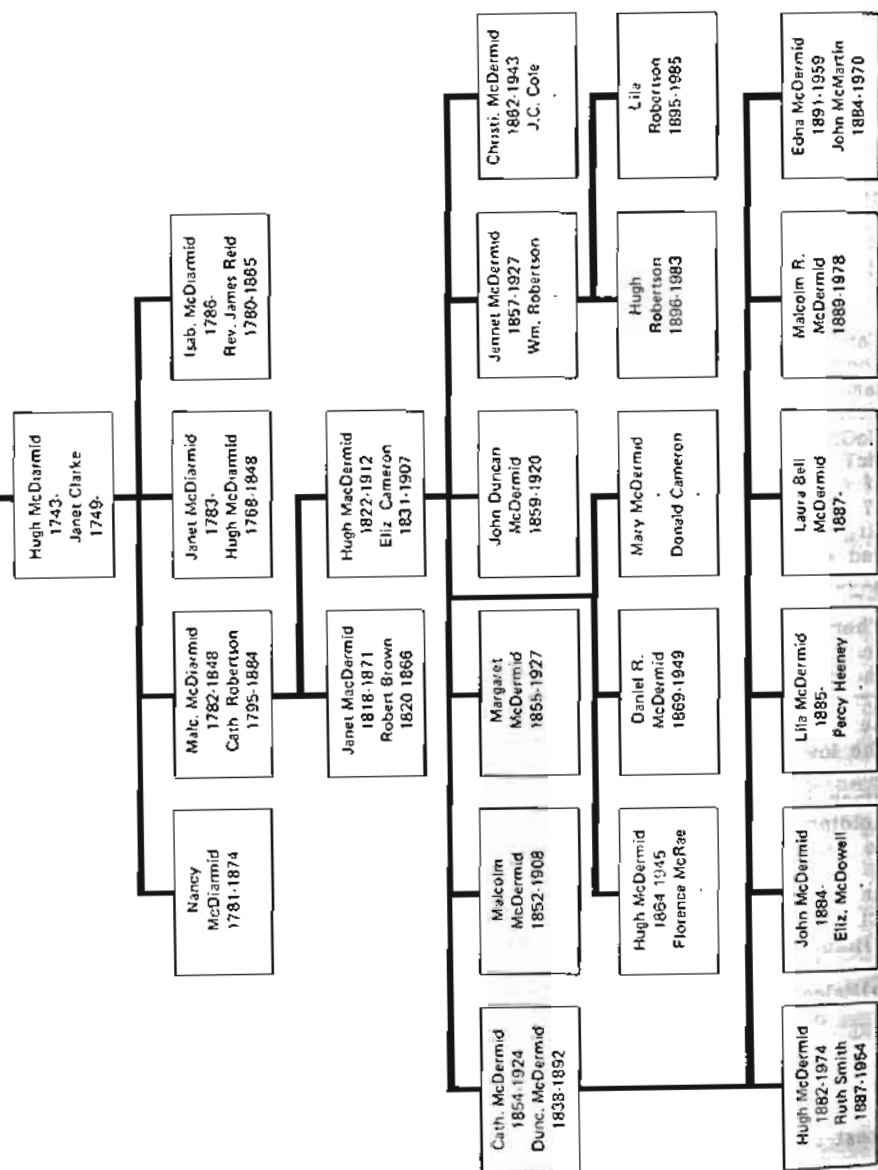 Hugh McDiarmid
1743-
Janet Clarke
1749-
Nancy
McDiarmid
1781-1874
Malc. McDiarmid
1782-1848
Cath Robertson
1795-1884
Janet McDiarmid
1783-
Hugh McDiarmid
1768-1848
Isab. McDiarmid
1786-
Rev. James Reid
1780-1865
Janet MacDermid
1818-1871
Robert Brown
1820 1866
Hugh MacDermid
1822-1912
Eliz Cameron
1831-1907
Cath. McDermid
1854-1924
Dunc. McDermid
1838-1892
Malcolm
McDermid
1852-1908
Margaret
McDermid
1855-1927
John Duncan
McDermid
1859-1920
Jennet McDermid
1857-1927
Wm. Robertson
Christi. McDermid
1862-1943
J.C. Cole
Hugh McDermid
1864 1945
Florence McRae
Daniel R.
McDermid
1869-1949
Mary McDermid
Donald Cameron
Hugh
Robertson
1896-1983
Lila
Robertson
1895-1985
Hugh McDermid
1882-1974
Ruth Smith
1887-1954
John McDermid
1884-
Eliz. McDowell
Lila McDermid
1885-
Percy Heeney
Laura Bell
McDermid
1887-
Malcolm R.
McDermid
1889-1978
Edna McDermid
1891-1959
John McMartin
1884-1970